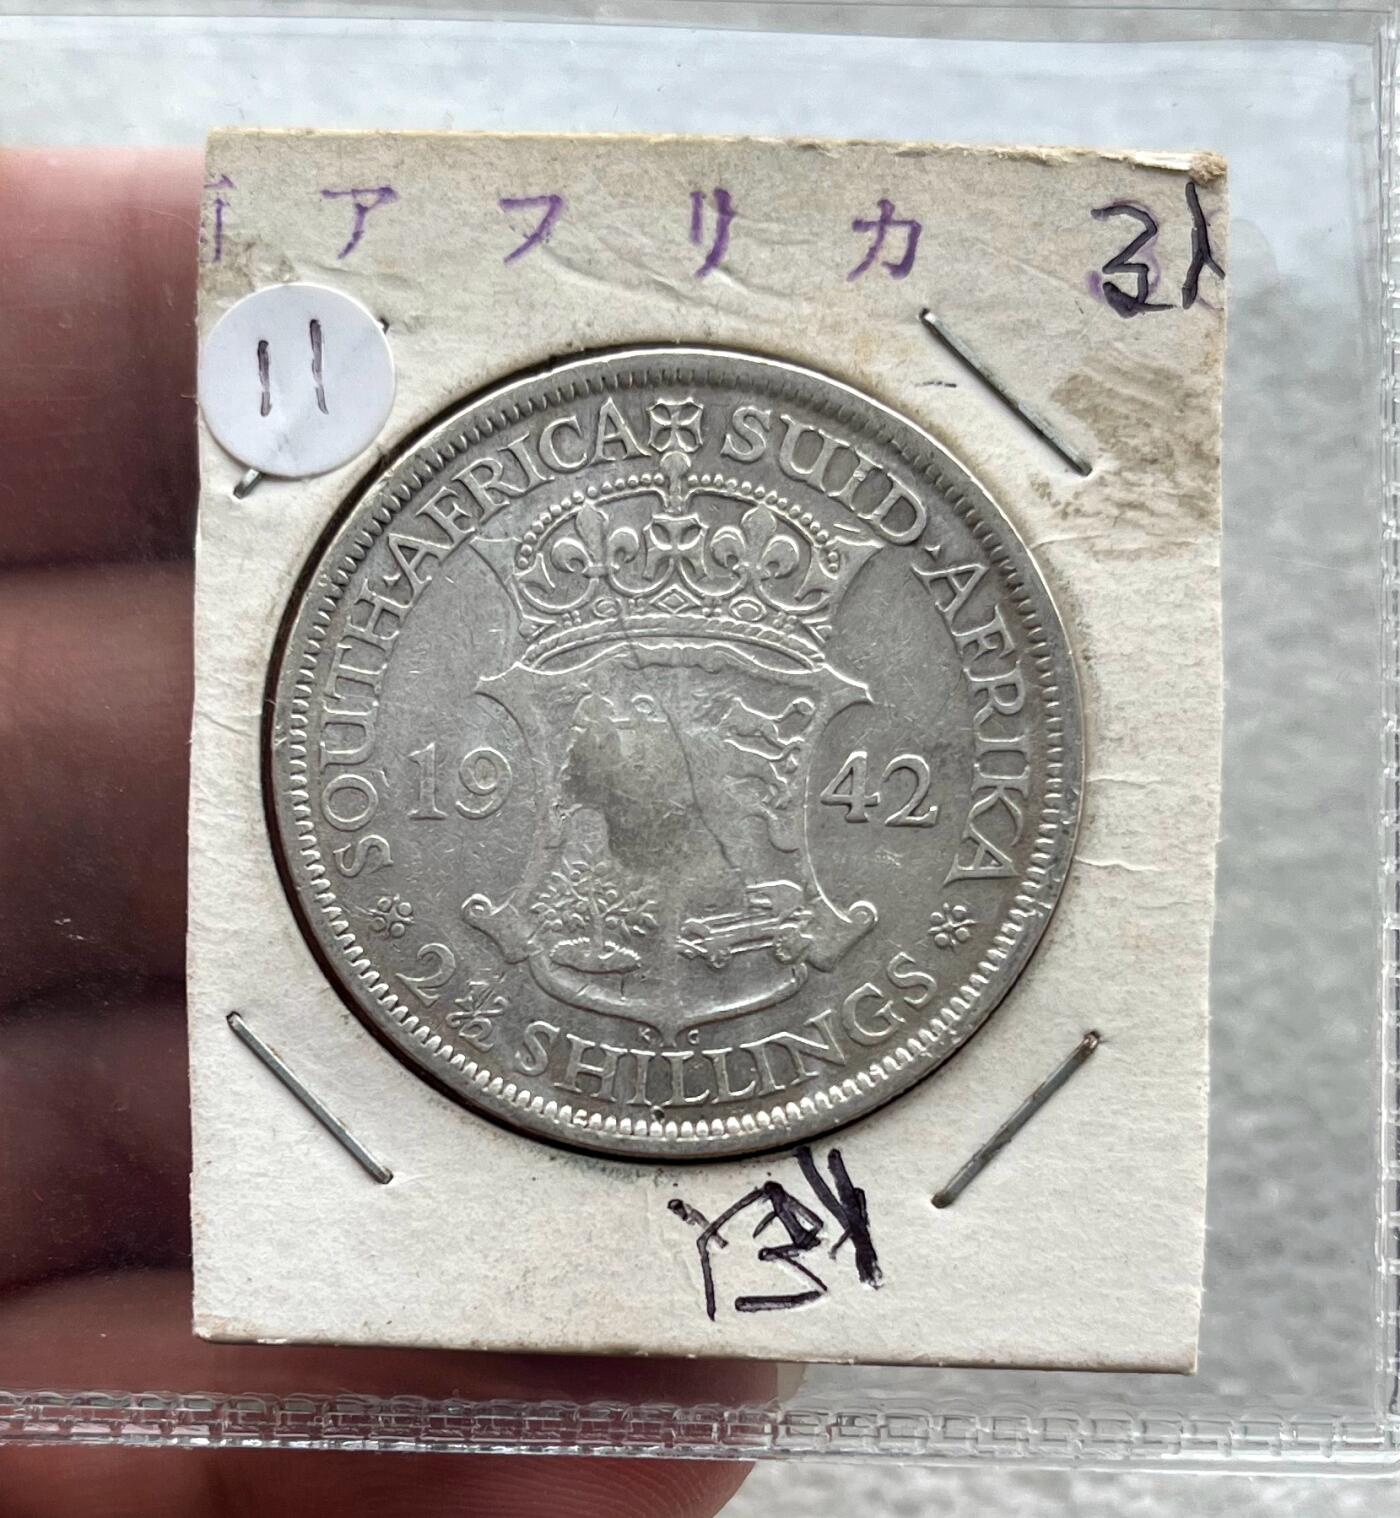 アフリカ
11
SOUTH·AFRICA SUID·AFRIKA
19 42
2½ SHILLINGS
K G